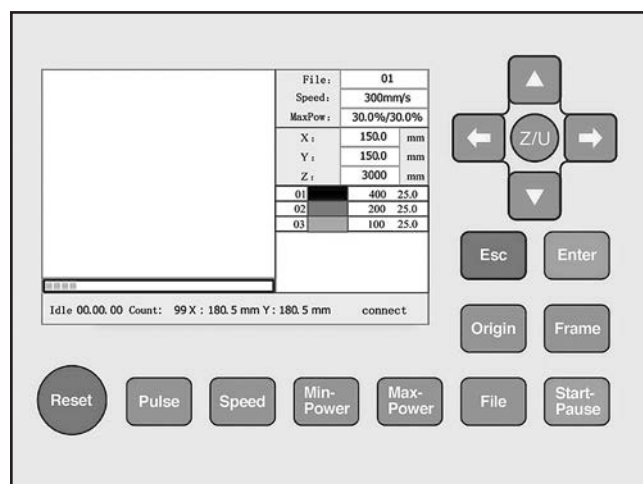 File: 01
Speed: 300mm/s
MaxPow: 30.0%/30.0%
X: 150.0 mm
Y: 150.0 mm
Z: 3000 mm
01 400 25.0
02 200 25.0
03 100 25.0
Idle 00.00.00 Count: 99 X : 180.5 mm Y : 180.5 mm connect
Z/U
Esc Enter
Origin Frame
Reset Pulse Speed Min-Power Max-Power File Start-Pause